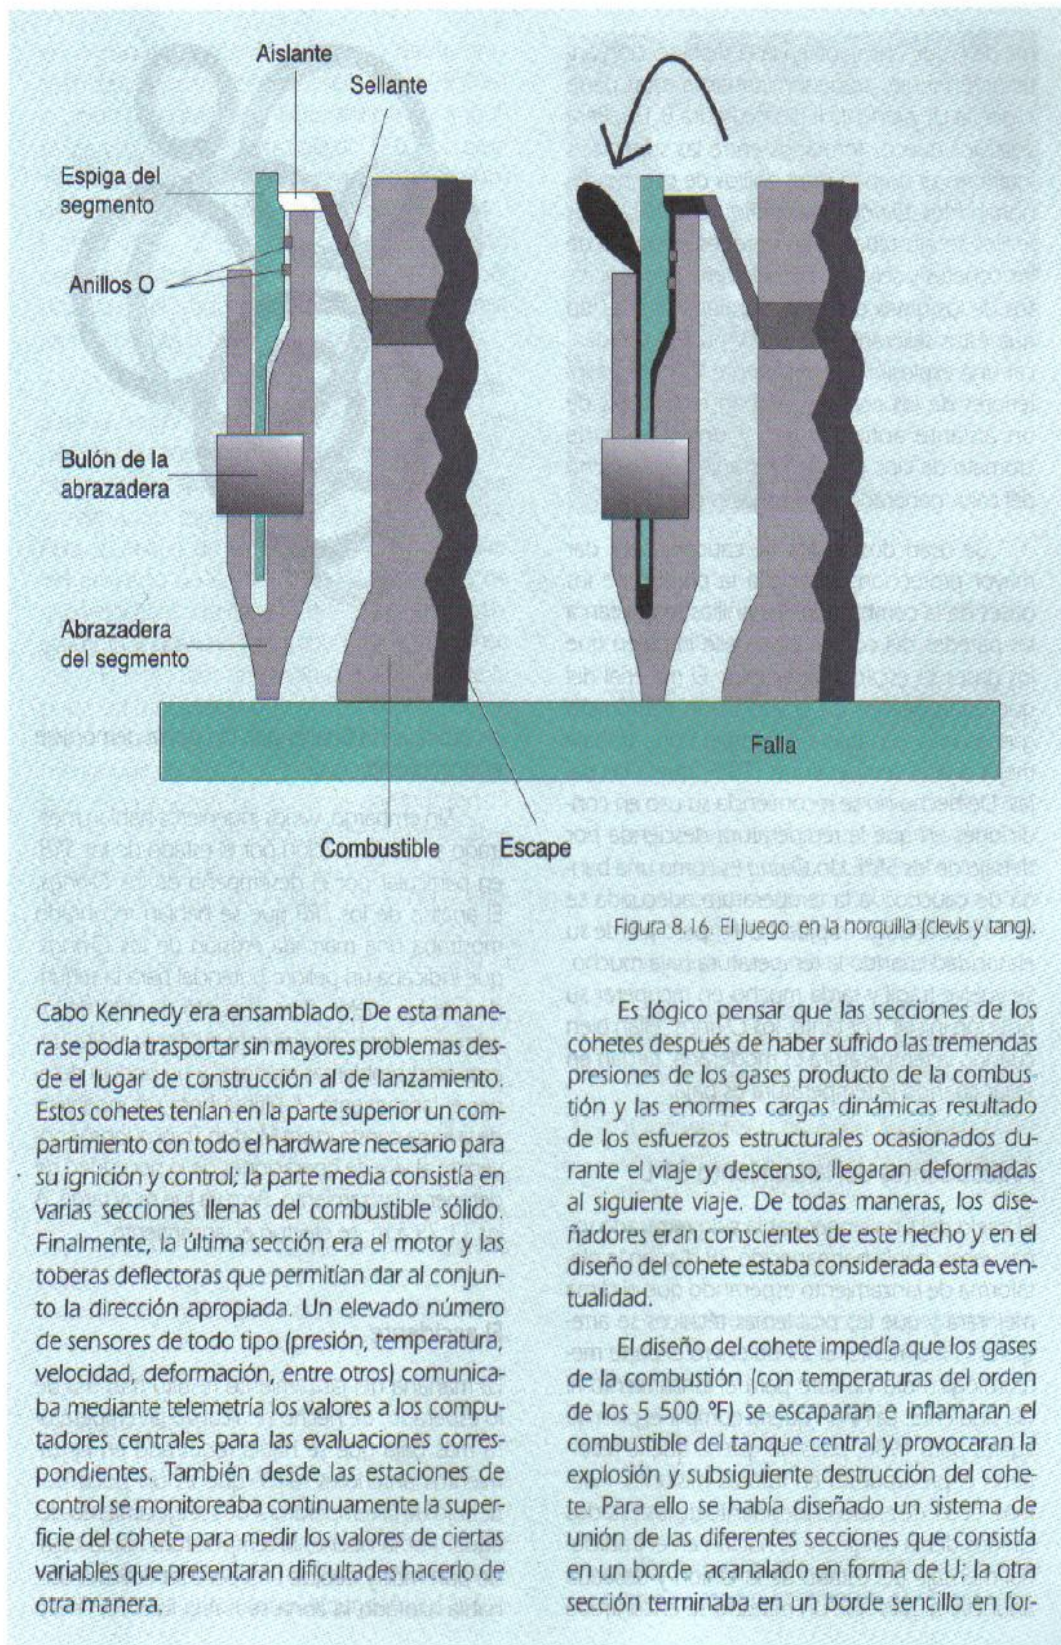 Aislante
Sellante
Espiga del
segmento
Anillos O
Bulón de la
abrazadera
Abrazadera
del segmento
Falla
Combustible
Escape
Figura 8.16. El juego en la horquilla (clevis y tang).
Cabo Kennedy era ensamblado. De esta mane-
ra se podía trasportar sin mayores problemas des-
de el lugar de construcción al de lanzamiento.
Estos cohetes tenían en la parte superior un com-
partimiento con todo el hardware necesario para
su ignición y control; la parte media consistía en
varias secciones llenas del combustible sólido.
Finalmente, la última sección era el motor y las
toberas deflectoras que permitían dar al conjun-
to la dirección apropiada. Un elevado número
de sensores de todo tipo (presión, temperatura,
velocidad, deformación, entre otros) comunica-
ba mediante telemetría los valores a los compu-
tadores centrales para las evaluaciones corres-
pondientes. También desde las estaciones de
control se monitoreaba continuamente la super-
ficie del cohete para medir los valores de ciertas
variables que presentaran dificultades hacerlo de
otra manera.
Es lógico pensar que las secciones de los
cohetes después de haber sufrido las tremendas
presiones de los gases producto de la combus-
tión y las enormes cargas dinámicas resultado
de los esfuerzos estructurales ocasionados du-
rante el viaje y descenso, llegaran deformadas
al siguiente viaje. De todas maneras, los dise-
ñadores eran conscientes de este hecho y en el
diseño del cohete estaba considerada esta even-
tualidad.
El diseño del cohete impedía que los gases
de la combustión (con temperaturas del orden
de los 5 500 ºF) se escaparan e inflamaran el
combustible del tanque central y provocaran la
explosión y subsiguiente destrucción del cohe-
te. Para ello se había diseñado un sistema de
unión de las diferentes secciones que consistía
en un borde acanalado en forma de U; la otra
sección terminaba en un borde sencillo en for-